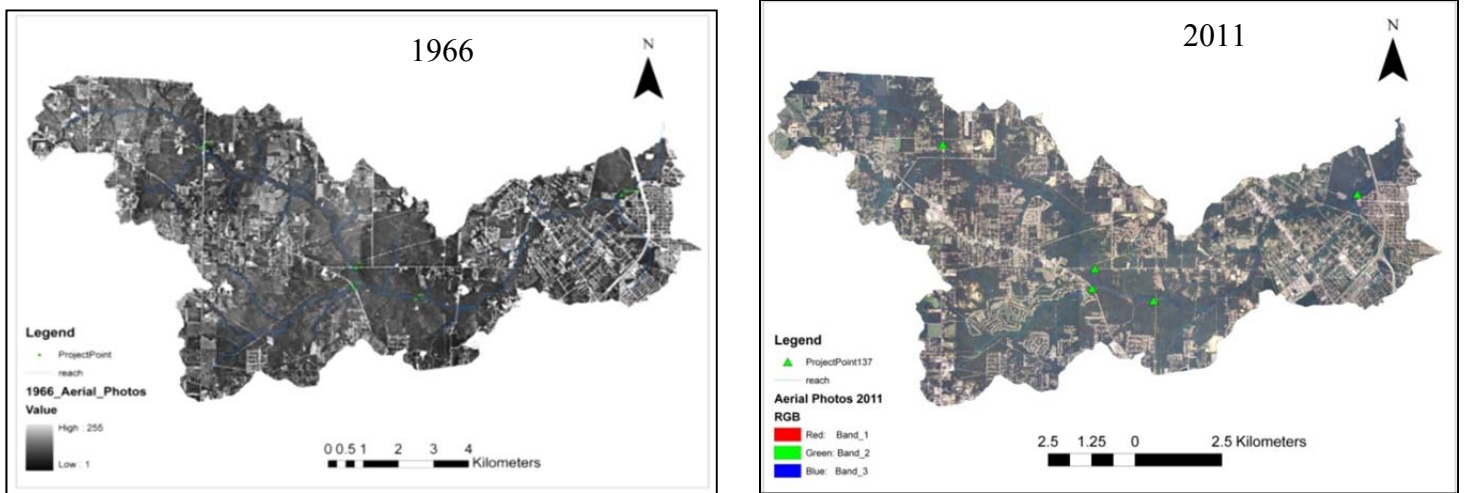 1966
N
Legend
ProjectPoint
reach
1966_Aerial_Photos
Value
High : 255
Low : 1
0 0.5 1 2 3 4
Kilometers
2011
N
Legend
ProjectPoint137
reach
Aerial Photos 2011
RGB
Red: Band_1
Green: Band_2
Blue: Band_3
2.5 1.25 0 2.5 Kilometers